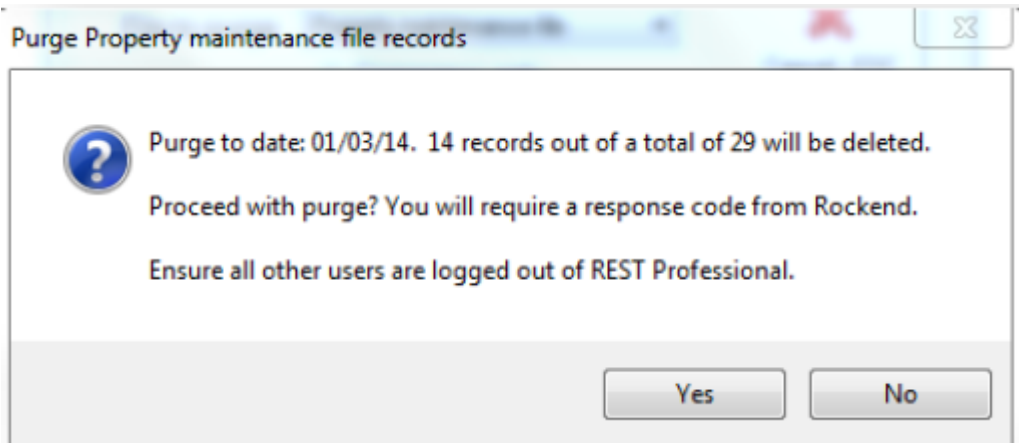 Purge Property maintenance file records
Purge to date: 01/03/14. 14 records out of a total of 29 will be deleted.
Proceed with purge? You will require a response code from Rockend.
Ensure all other users are logged out of REST Professional.
Yes
No